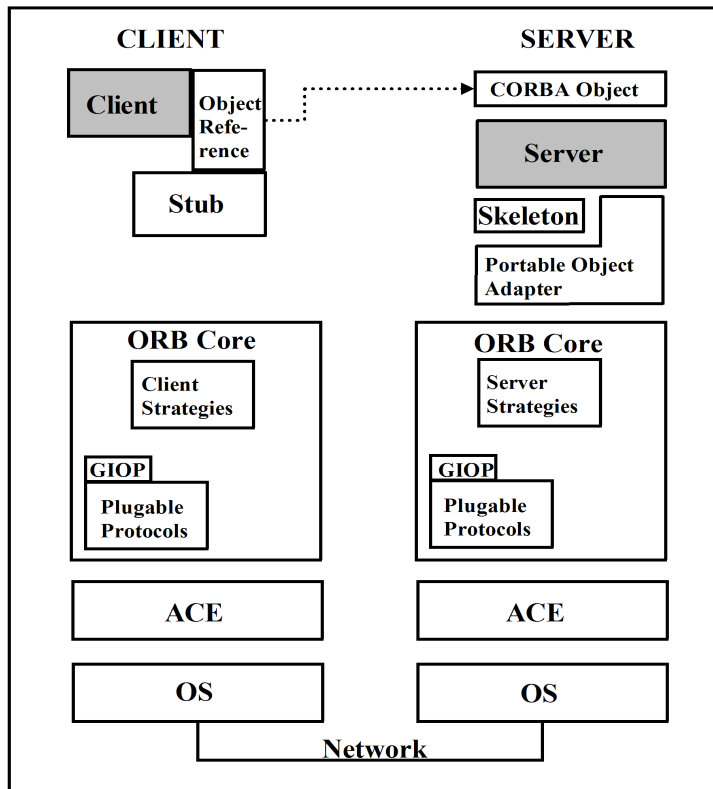 CLIENT
SERVER
Client
Object
Refe-
rence
CORBA Object
Stub
Server
Skeleton
Portable Object
Adapter
ORB Core
Client
Strategies
GIOP
Plugable
Protocols
ORB Core
Server
Strategies
GIOP
Plugable
Protocols
ACE
ACE
OS
OS
Network